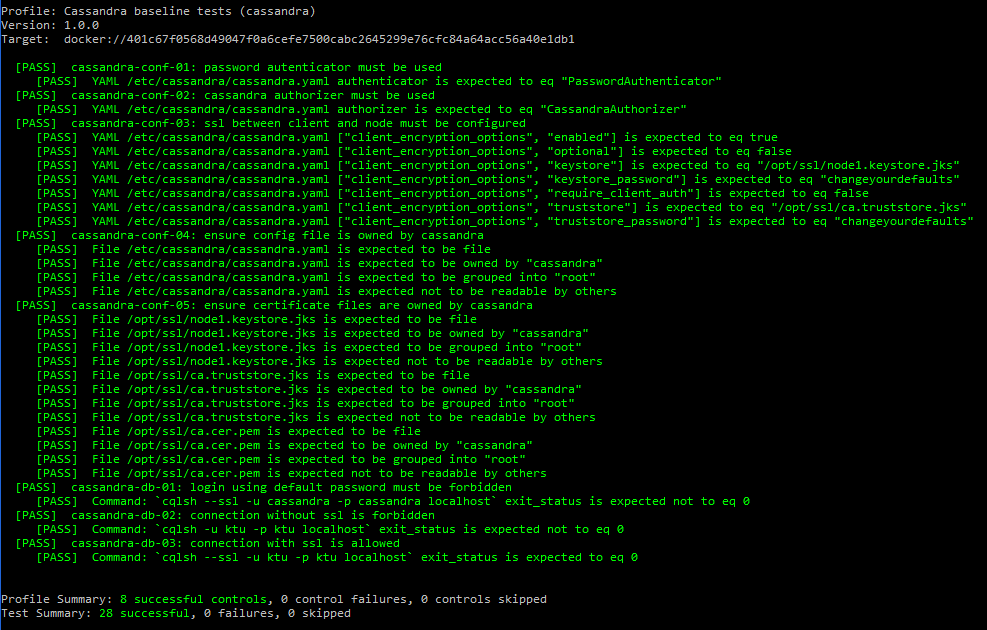 Profile: Cassandra baseline tests (cassandra)
Version: 1.0.0
Target:  docker://401c67f0568d49047f0a6cefe7500cabc2645299e76cfc84a64acc56a40e1db1
[PASS]  cassandra-conf-01: password autenticator must be used
[PASS]  YAML /etc/cassandra/cassandra.yaml authenticator is expected to eq "PasswordAuthenticator"
[PASS]  cassandra-conf-02: cassandra authorizer must be used
[PASS]  YAML /etc/cassandra/cassandra.yaml authorizer is expected to eq "CassandraAuthorizer"
[PASS]  cassandra-conf-03: ssl between client and node must be configured
[PASS]  YAML /etc/cassandra/cassandra.yaml ["client_encryption_options", "enabled"] is expected to eq true
[PASS]  YAML /etc/cassandra/cassandra.yaml ["client_encryption_options", "optional"] is expected to eq false
[PASS]  YAML /etc/cassandra/cassandra.yaml ["client_encryption_options", "keystore"] is expected to eq "/opt/ssl/node1.keystore.jks"
[PASS]  YAML /etc/cassandra/cassandra.yaml ["client_encryption_options", "keystore_password"] is expected to eq "changeyourdefaults"
[PASS]  YAML /etc/cassandra/cassandra.yaml ["client_encryption_options", "require_client_auth"] is expected to eq false
[PASS]  YAML /etc/cassandra/cassandra.yaml ["client_encryption_options", "truststore"] is expected to eq "/opt/ssl/ca.truststore.jks"
[PASS]  YAML /etc/cassandra/cassandra.yaml ["client_encryption_options", "truststore_password"] is expected to eq "changeyourdefaults"
[PASS]  cassandra-conf-04: ensure config file is owned by cassandra
[PASS]  File /etc/cassandra/cassandra.yaml is expected to be file
[PASS]  File /etc/cassandra/cassandra.yaml is expected to be owned by "cassandra"
[PASS]  File /etc/cassandra/cassandra.yaml is expected to be grouped into "root"
[PASS]  File /etc/cassandra/cassandra.yaml is expected not to be readable by others
[PASS]  cassandra-conf-05: ensure certificate files are owned by cassandra
[PASS]  File /opt/ssl/node1.keystore.jks is expected to be file
[PASS]  File /opt/ssl/node1.keystore.jks is expected to be owned by "cassandra"
[PASS]  File /opt/ssl/node1.keystore.jks is expected to be grouped into "root"
[PASS]  File /opt/ssl/node1.keystore.jks is expected not to be readable by others
[PASS]  File /opt/ssl/ca.truststore.jks is expected to be file
[PASS]  File /opt/ssl/ca.truststore.jks is expected to be owned by "cassandra"
[PASS]  File /opt/ssl/ca.truststore.jks is expected to be grouped into "root"
[PASS]  File /opt/ssl/ca.truststore.jks is expected not to be readable by others
[PASS]  File /opt/ssl/ca.cer.pem is expected to be file
[PASS]  File /opt/ssl/ca.cer.pem is expected to be owned by "cassandra"
[PASS]  File /opt/ssl/ca.cer.pem is expected to be grouped into "root"
[PASS]  File /opt/ssl/ca.cer.pem is expected not to be readable by others
[PASS]  cassandra-db-01: login using default password must be forbidden
[PASS]  Command: `cqlsh --ssl -u cassandra -p cassandra localhost` exit_status is expected not to eq 0
[PASS]  cassandra-db-02: connection without ssl is forbidden
[PASS]  Command: `cqlsh -u ktu -p ktu localhost` exit_status is expected not to eq 0
[PASS]  cassandra-db-03: connection with ssl is allowed
[PASS]  Command: `cqlsh --ssl -u ktu -p ktu localhost` exit_status is expected to eq 0
Profile Summary: 8 successful controls, 0 control failures, 0 controls skipped
Test Summary: 28 successful, 0 failures, 0 skipped